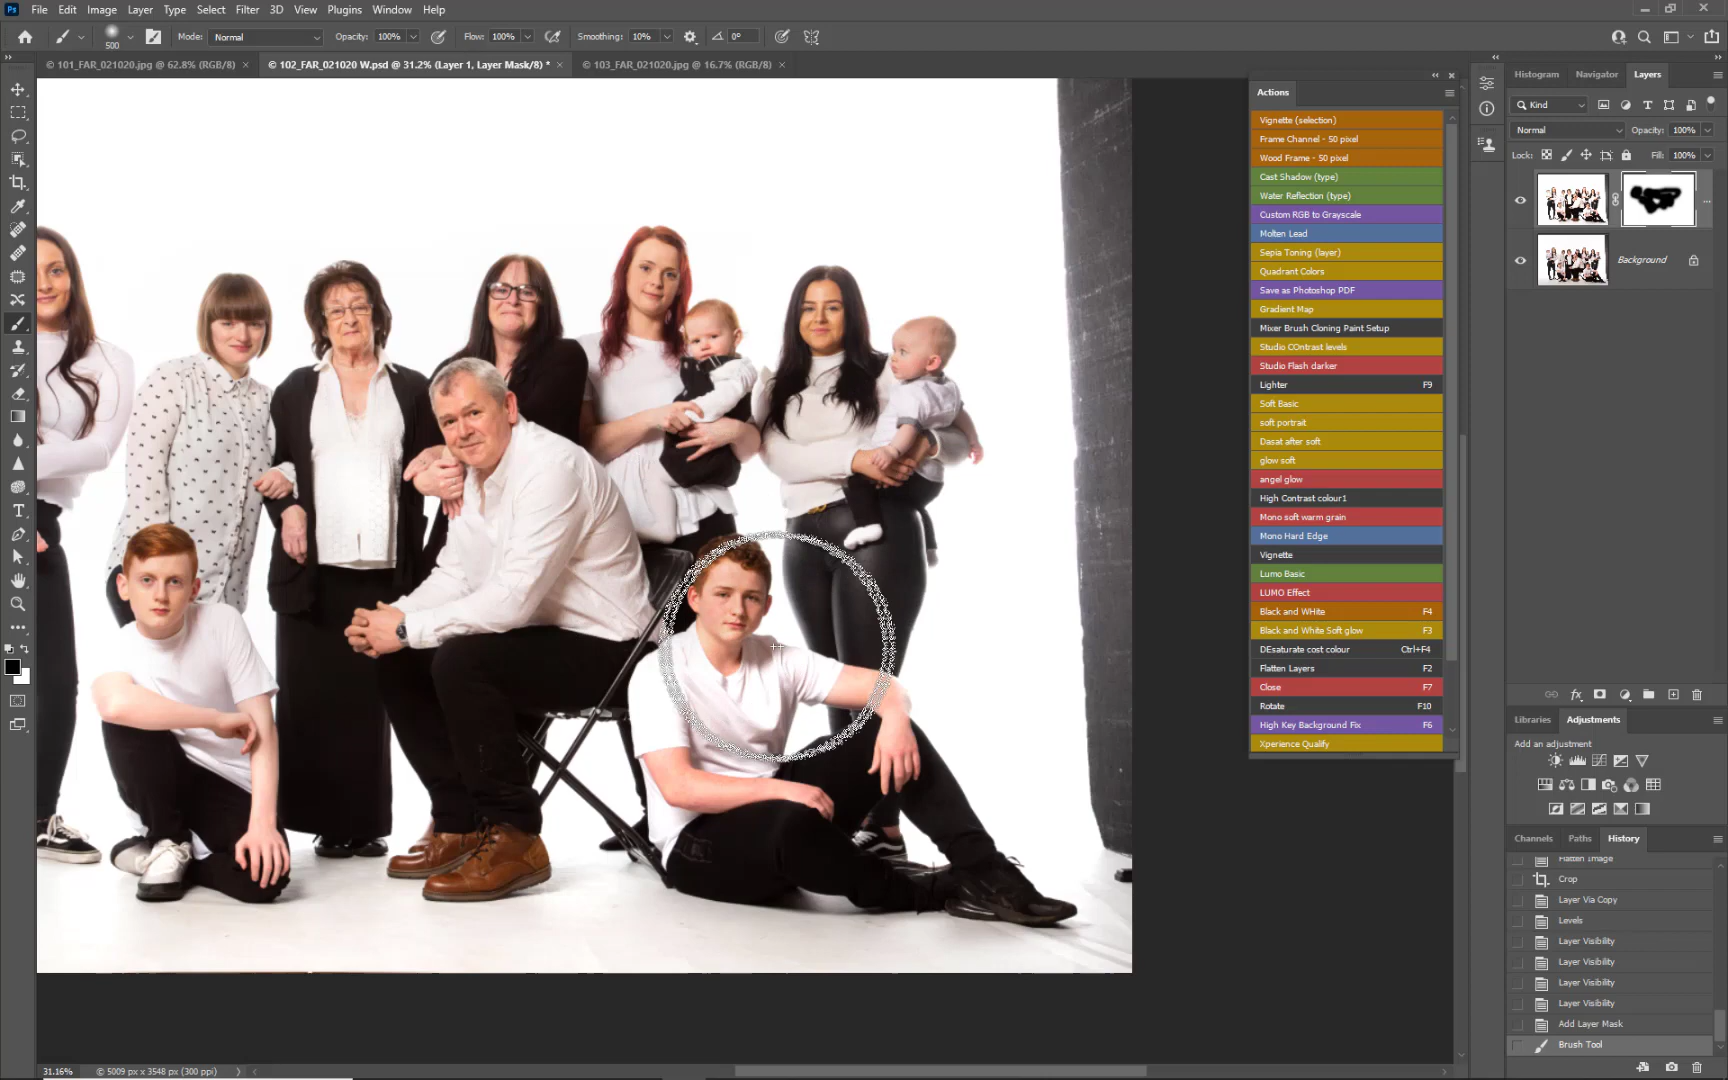 Ps File Edit Image Layer Type Select Filter 3D View Plugins Window Help
500 Mode: Normal Opacity: 100% Flow: 100% Smoothing: 10% 0°
© 101_FAR_021020.jpg @ 62.8% (RGB/8) × © 102_FAR_021020 W.psd @ 31.2% (Layer 1, Layer Mask/8) * × © 103_FAR_021020.jpg @ 16.7% (RGB/8) ×
Actions
Vignette (selection)
Frame Channel - 50 pixel
Wood Frame - 50 pixel
Cast Shadow (type)
Water Reflection (type)
Custom RGB to Grayscale
Molten Lead
Sepia Toning (layer)
Quadrant Colors
Save as Photoshop PDF
Gradient Map
Mixer Brush Cloning Paint Setup
Studio COntrast levels
Studio Flash darker
Lighter F9
Soft Basic
soft portrait
Dasat after soft
glow soft
angel glow
High Contrast colour1
Mono soft warm grain
Mono Hard Edge
Vignette
Lumo Basic
LUMO Effect
Black and WHite F4
Black and White Soft glow F3
DEsaturate cost colour Ctrl+F4
Flatten Layers F2
Close F7
Rotate F10
High Key Background Fix F6
Xperience Qualify
Histogram Navigator Layers
Kind
Normal Opacity: 100%
Lock: Fill: 100%
Background
fx
Libraries Adjustments
Add an adjustment
Channels Paths History
Flatten Image
Crop
Layer Via Copy
Levels
Layer Visibility
Layer Visibility
Layer Visibility
Layer Visibility
Add Layer Mask
Brush Tool
31.16% © 5009 px x 3548 px (300 ppi)